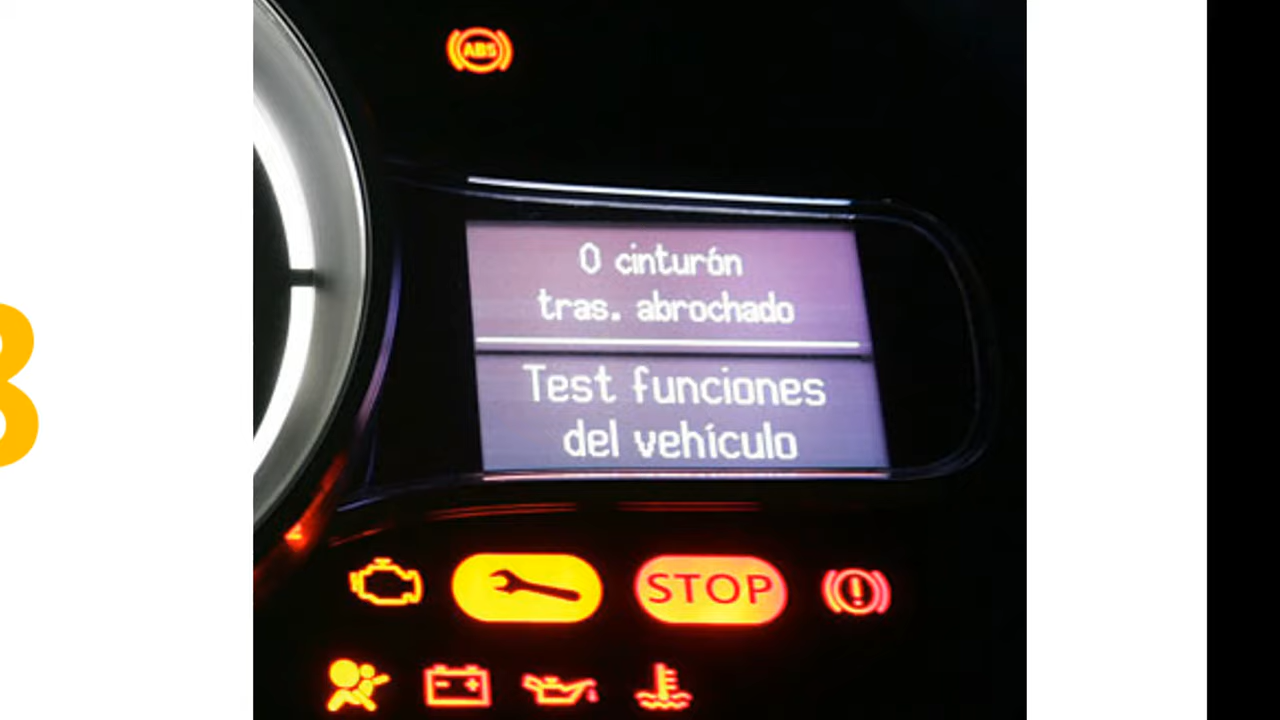 ABS
0 cinturón
tras. abrochado
Test funciones
del vehículo
STOP